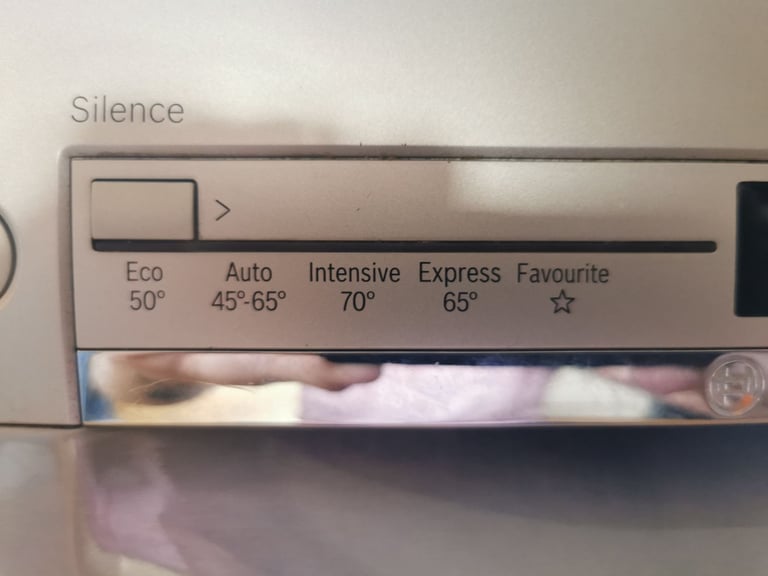 Silence
>
Eco Auto Intensive Express Favourite
50° 45°-65° 70° 65° ☆